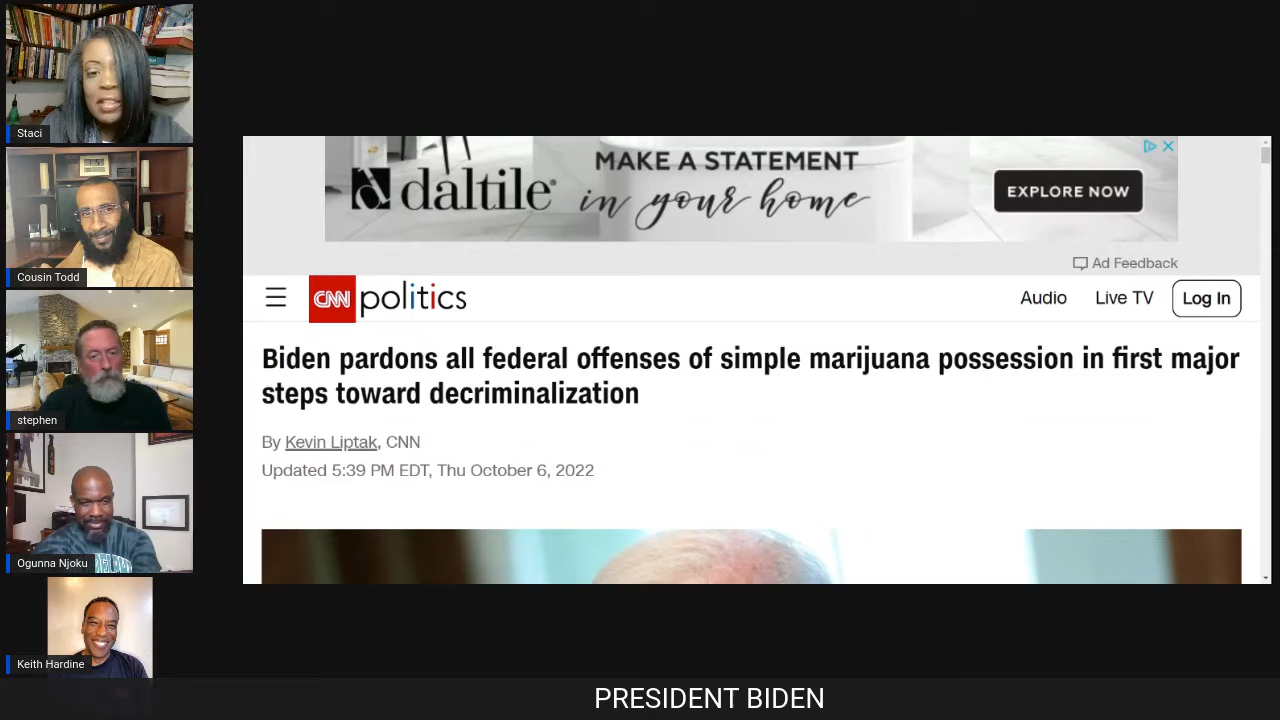 Staci
Cousin Todd
stephen
Ogunna Njoku
Keith Hardine
daltile®
MAKE A STATEMENT
in your home
EXPLORE NOW
Ad Feedback
CNN politics
Audio
Live TV
Log In
Biden pardons all federal offenses of simple marijuana possession in first major
steps toward decriminalization
By Kevin Liptak, CNN
Updated 5:39 PM EDT, Thu October 6, 2022
PRESIDENT BIDEN